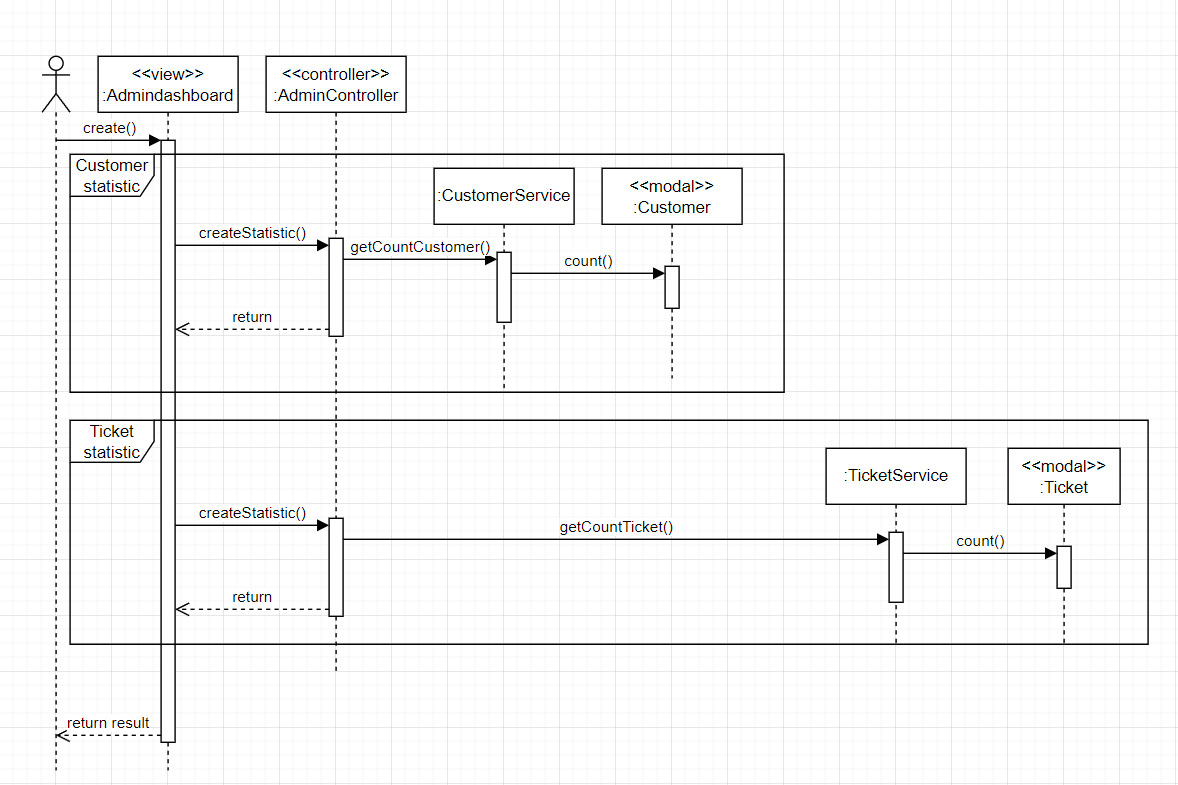 <<view>>
:Admindashboard
<<controller>>
:AdminController
create()
Customer
statistic
:CustomerService
<<modal>>
:Customer
createStatistic()
getCountCustomer()
count()
return
Ticket
statistic
:TicketService
<<modal>>
:Ticket
createStatistic()
getCountTicket()
count()
return
return result